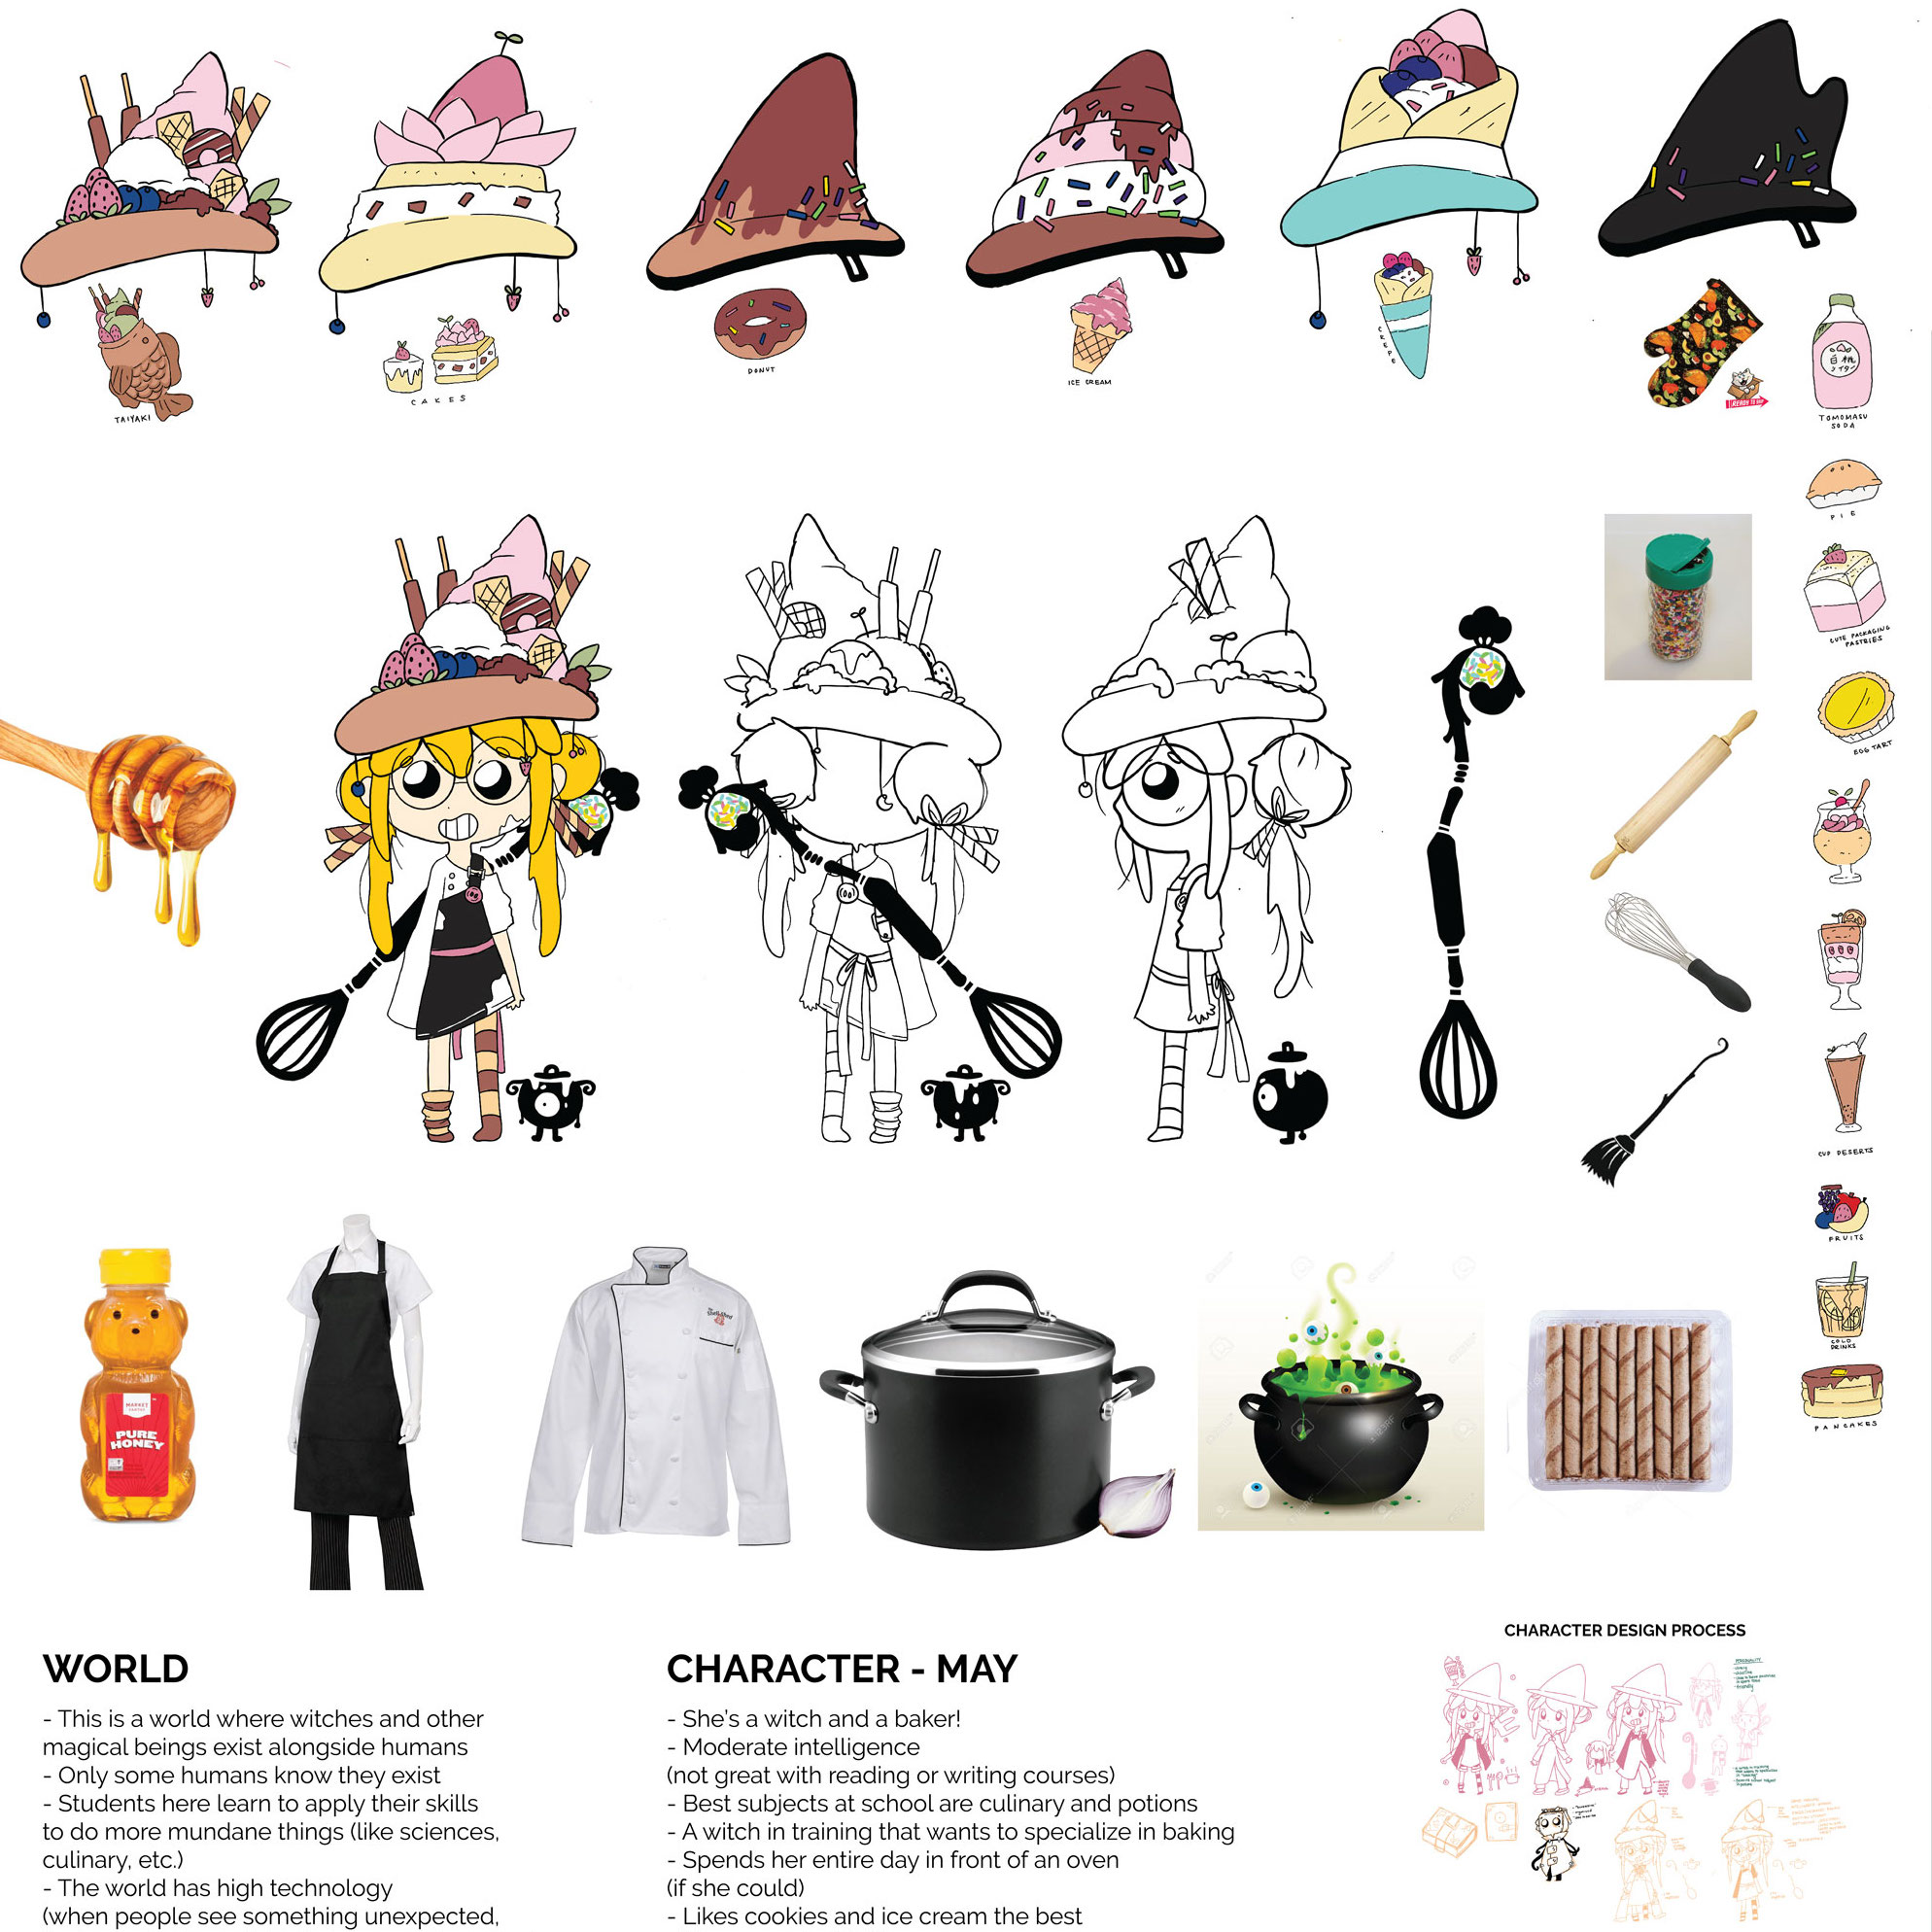 TAIYAKI
CAKES
DONUT
ICE CREAM
CREPE
READY TO
白桃
TOMOMASU
SODA
PIE
CUTE PACKAGING
PASTRIES
EGG TART
CUP DESERTS
FRUITS
COLD
DRINKS
PANCAKES
MARKET
PANTRY
PURE
HONEY
WORLD
- This is a world where witches and other
magical beings exist alongside humans
- Only some humans know they exist
- Students here learn to apply their skills
to do more mundane things (like sciences,
culinary, etc.)
- The world has high technology
(when people see something unexpected,
CHARACTER - MAY
- She's a witch and a baker!
- Moderate intelligence
(not great with reading or writing courses)
- Best subjects at school are culinary and potions
- A witch in training that wants to specialize in baking
- Spends her entire day in front of an oven
(if she could)
- Likes cookies and ice cream the best
CHARACTER DESIGN PROCESS
PERSONALITY